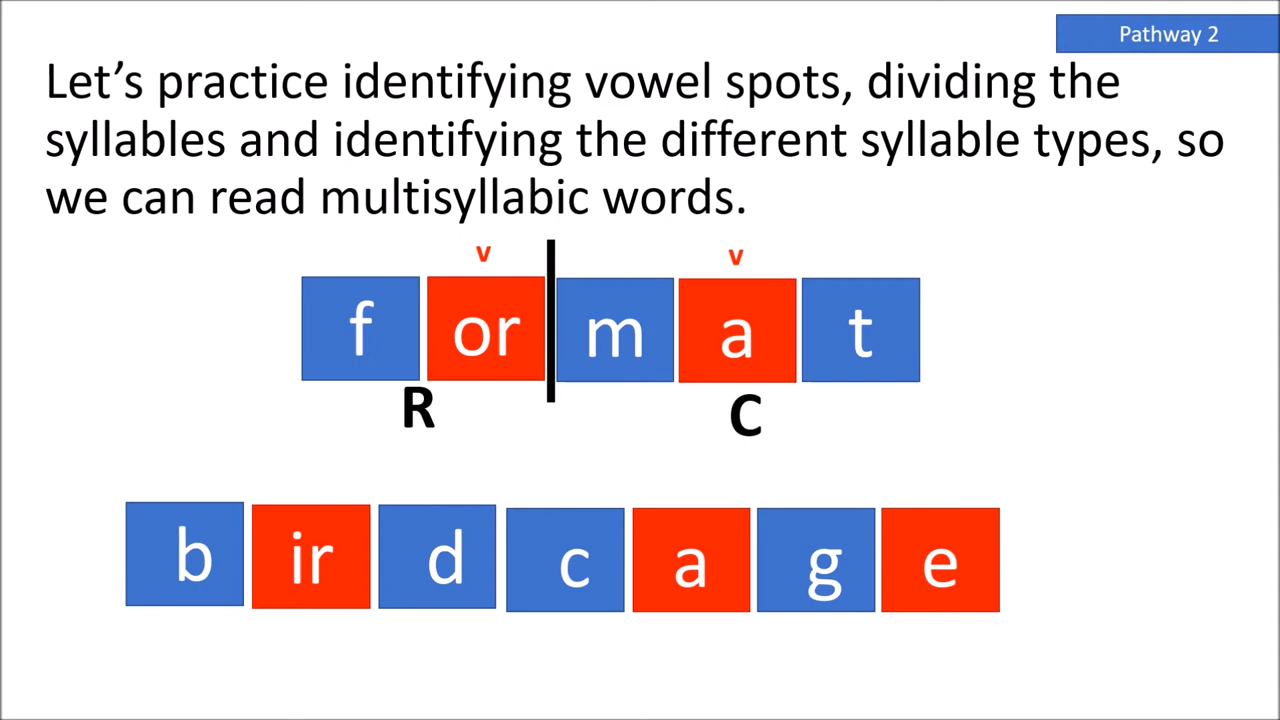 Pathway 2
Let’s practice identifying vowel spots, dividing the
syllables and identifying the different syllable types, so
we can read multisyllabic words.
v v
f or m a t
R C
b ir d c a g e